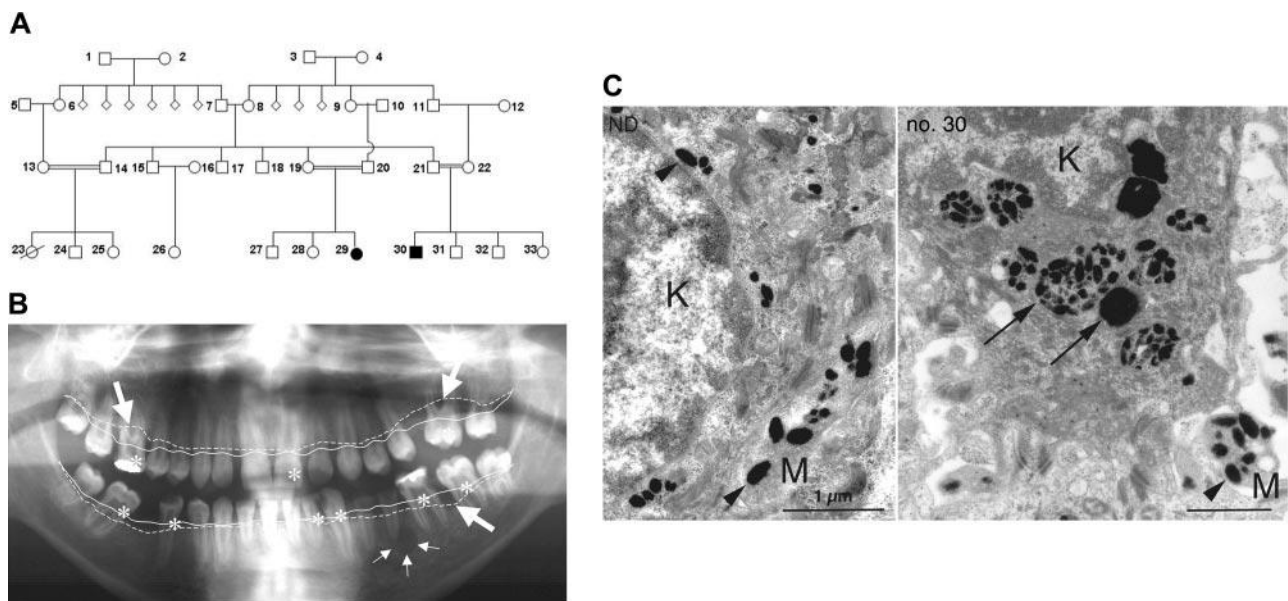 A
1 2 3 4
5 6 7 8 9 10 11 12
13 14 15 16 17 18 19 20 21 22
23 24 25 26 27 28 29 30 31 32 33
B
* * * * * * *
C
ND
K
M
1 µm
no. 30
K
M